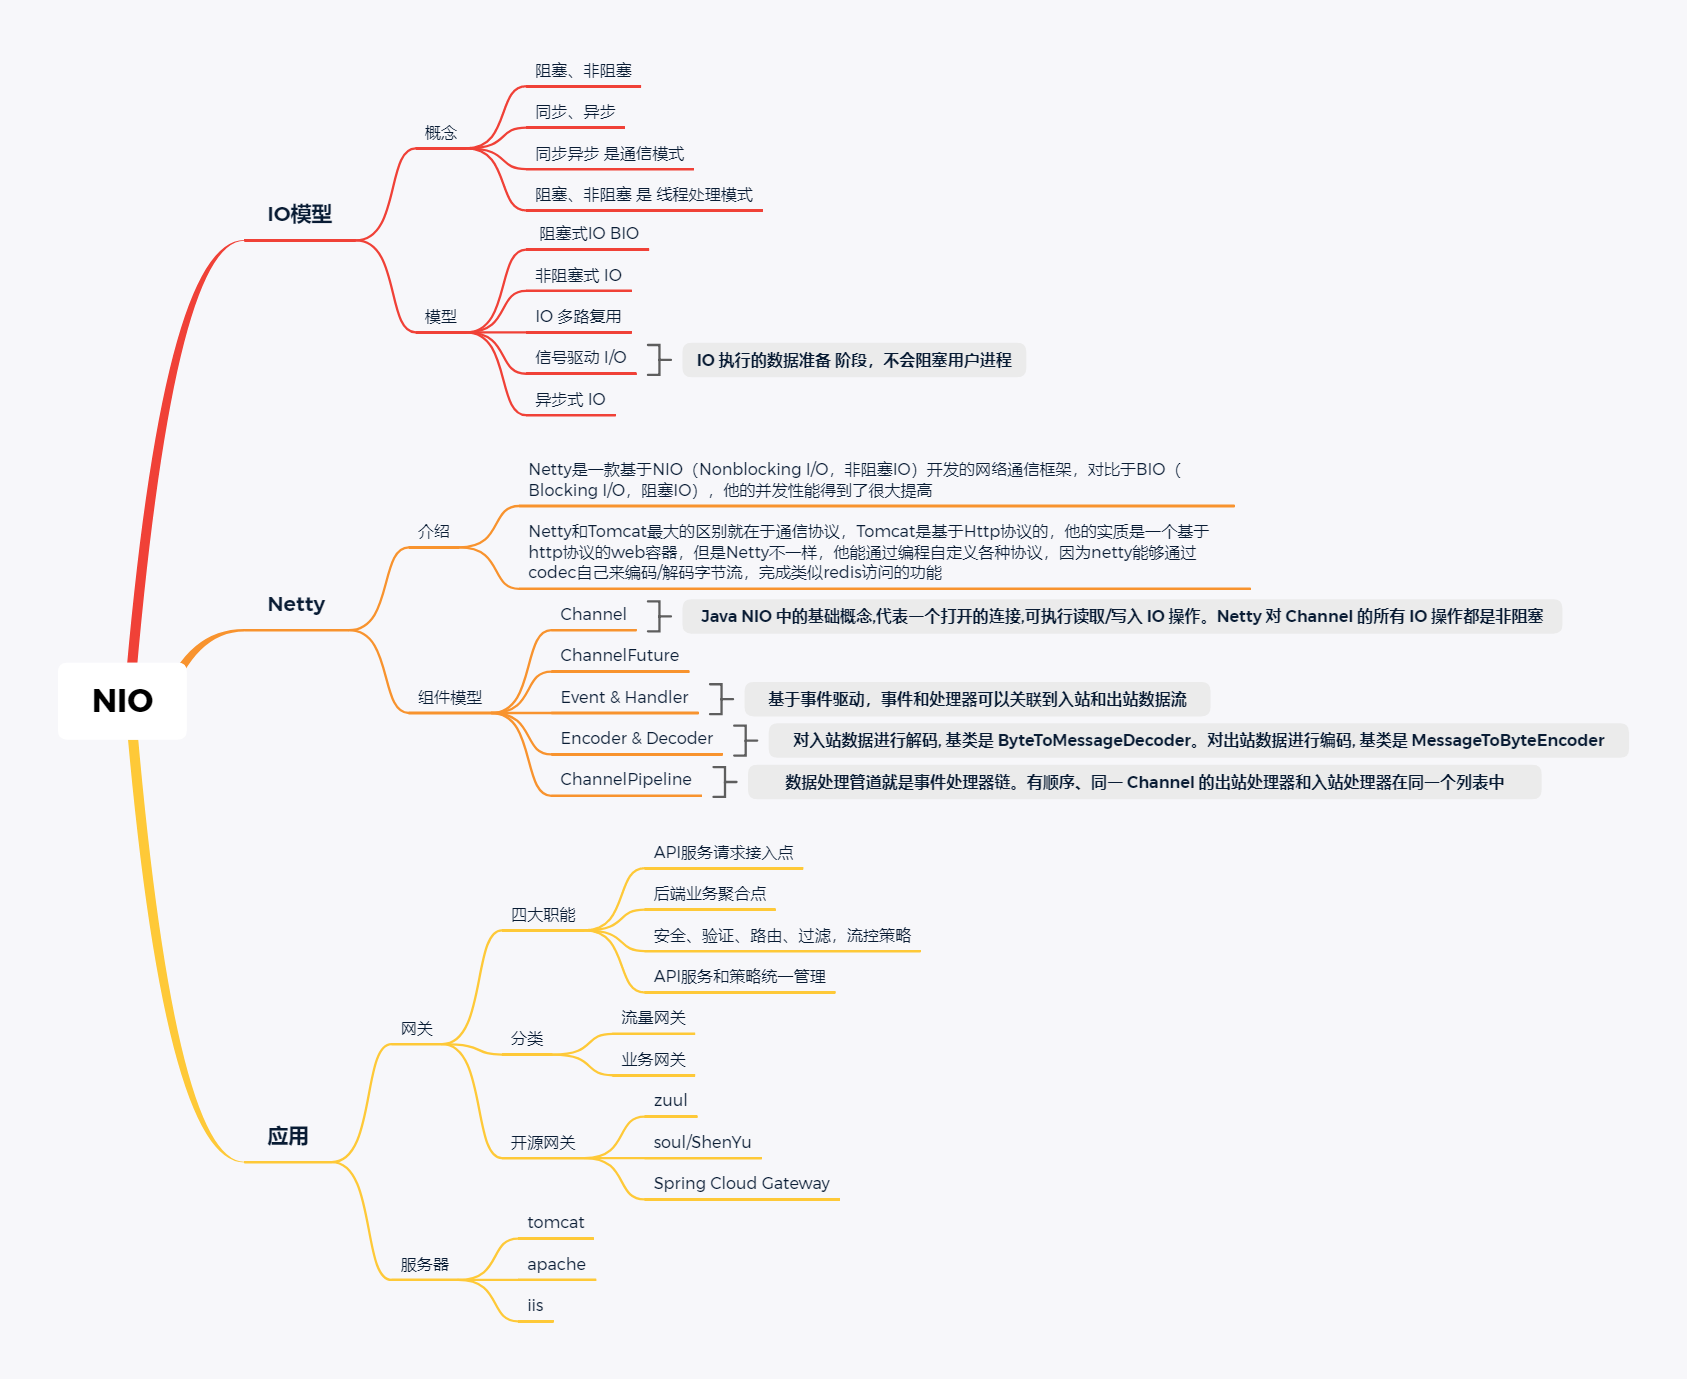 NIO
IO模型
概念
阻塞、非阻塞
同步、异步
同步异步 是通信模式
阻塞、非阻塞 是 线程处理模式
模型
阻塞式IO BIO
非阻塞式 IO
IO 多路复用
信号驱动 I/O
IO 执行的数据准备 阶段，不会阻塞用户进程
异步式 IO
Netty
介绍
Netty是一款基于NIO（Nonblocking I/O，非阻塞IO）开发的网络通信框架，对比于BIO（
Blocking I/O，阻塞IO），他的并发性能得到了很大提高
Netty和Tomcat最大的区别就在于通信协议，Tomcat是基于Http协议的，他的实质是一个基于
http协议的web容器，但是Netty不一样，他能通过编程自定义各种协议，因为netty能够通过
codec自己来编码/解码字节流，完成类似redis访问的功能
组件模型
Channel
Java NIO 中的基础概念,代表一个打开的连接,可执行读取/写入 IO 操作。Netty 对 Channel 的所有 IO 操作都是非阻塞
ChannelFuture
Event & Handler
基于事件驱动，事件和处理器可以关联到入站和出站数据流
Encoder & Decoder
对入站数据进行解码, 基类是 ByteToMessageDecoder。对出站数据进行编码, 基类是 MessageToByteEncoder
ChannelPipeline
数据处理管道就是事件处理器链。有顺序、同一 Channel 的出站处理器和入站处理器在同一个列表中
应用
网关
四大职能
API服务请求接入点
后端业务聚合点
安全、验证、路由、过滤，流控策略
API服务和策略统一管理
分类
流量网关
业务网关
开源网关
zuul
soul/ShenYu
Spring Cloud Gateway
服务器
tomcat
apache
iis